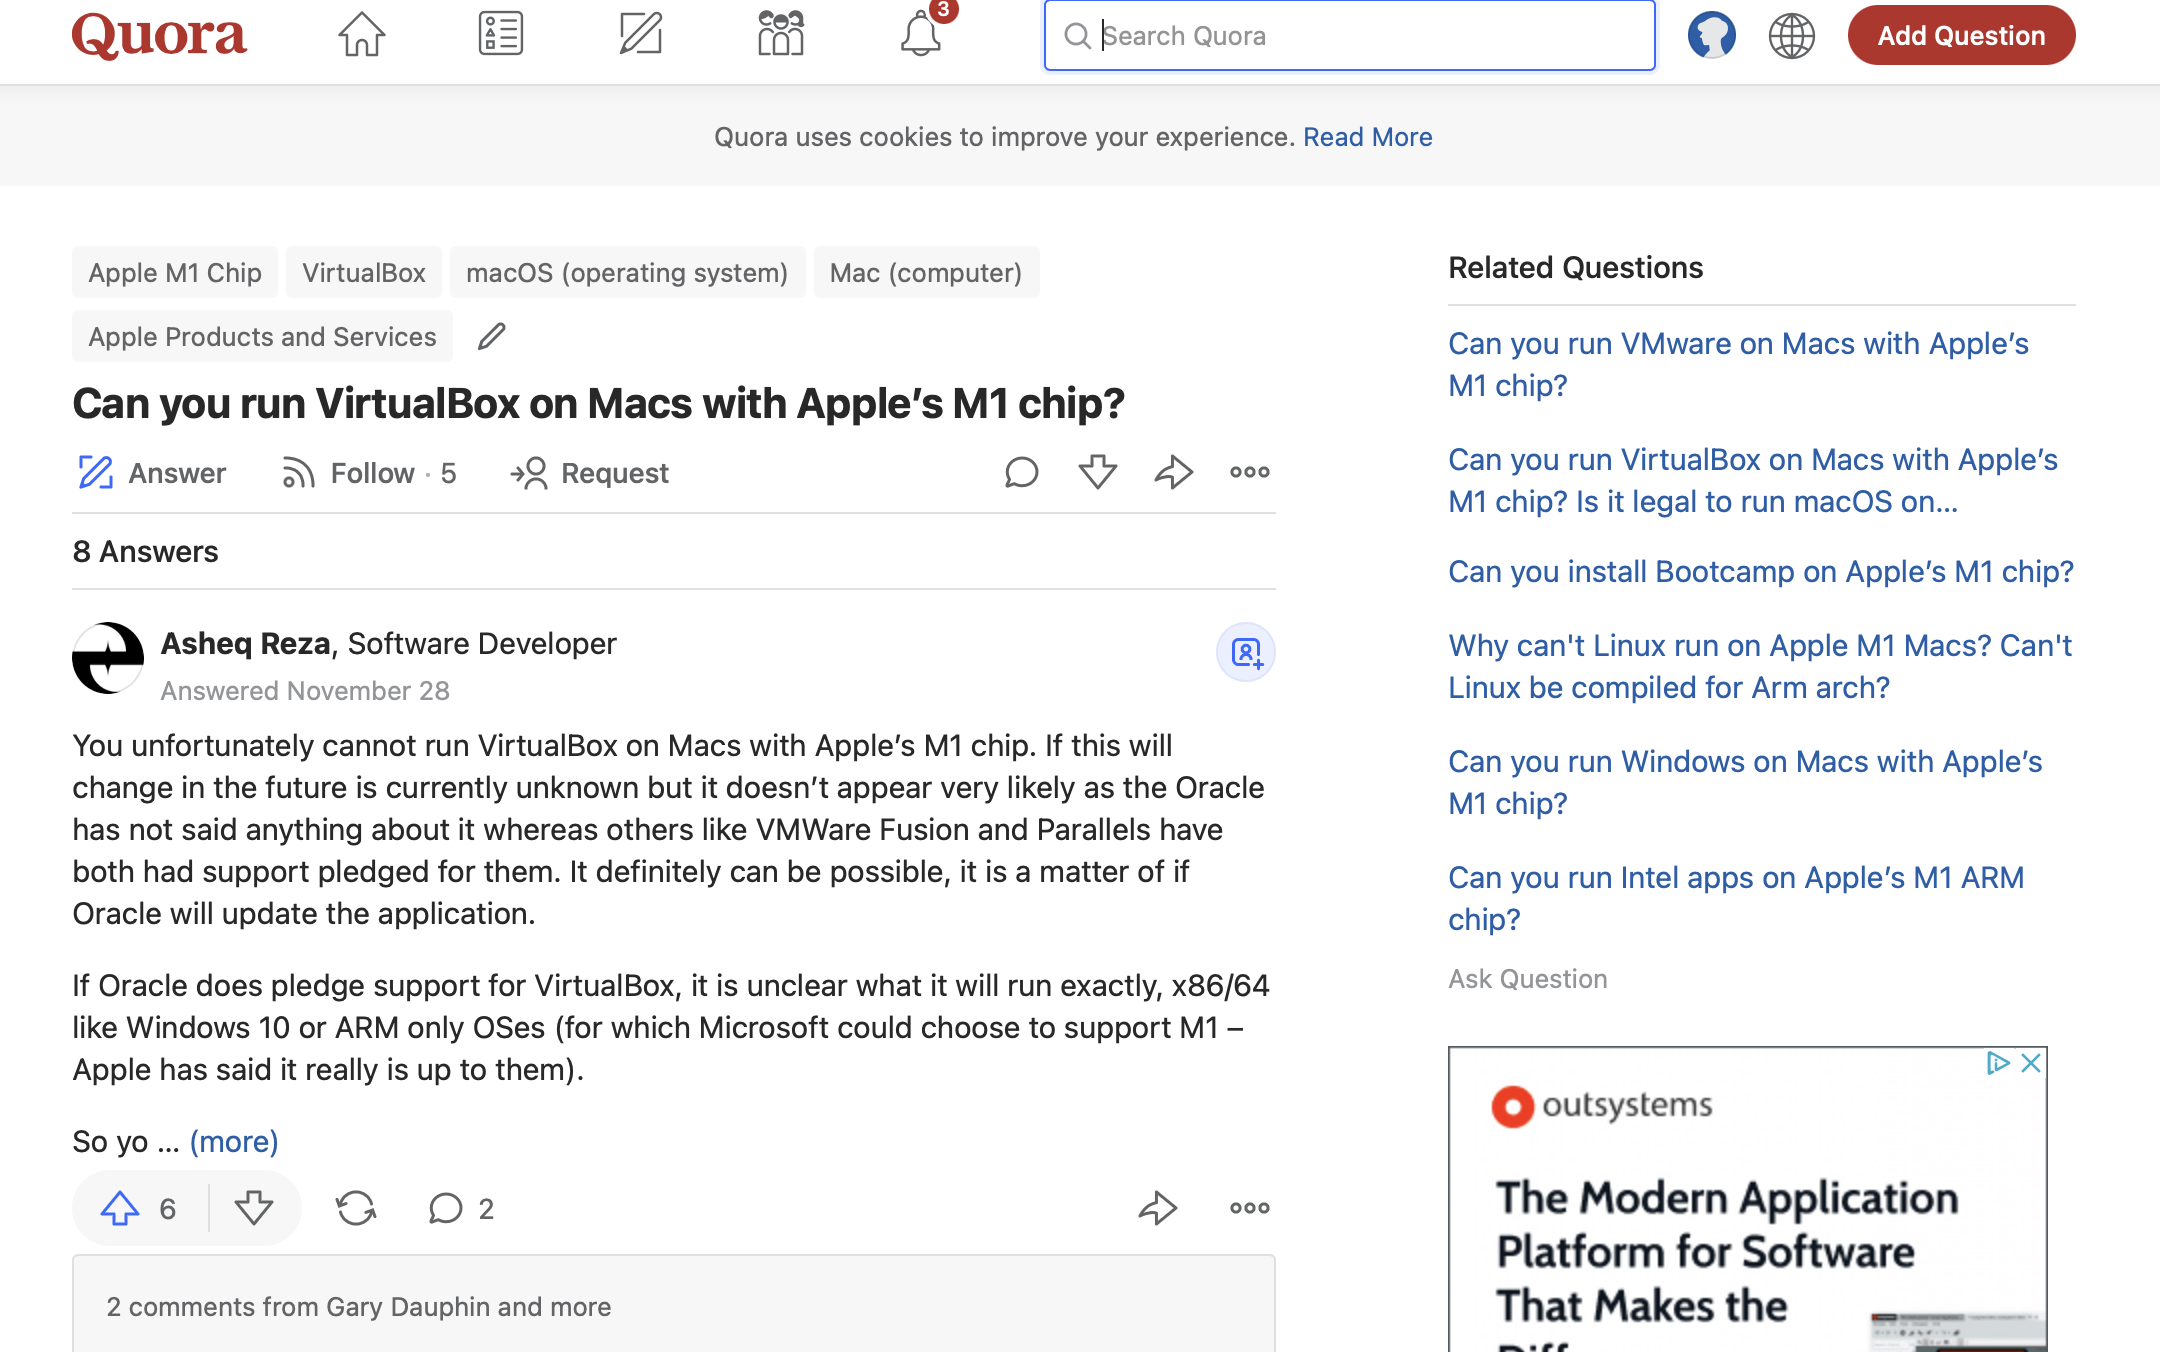 Quora
3
Search Quora
Add Question
Quora uses cookies to improve your experience. Read More
Apple M1 Chip VirtualBox macOS (operating system) Mac (computer)
Apple Products and Services
Can you run VirtualBox on Macs with Apple’s M1 chip?
Answer Follow · 5 Request
8 Answers
Asheq Reza, Software Developer
Answered November 28
You unfortunately cannot run VirtualBox on Macs with Apple’s M1 chip. If this will
change in the future is currently unknown but it doesn’t appear very likely as the Oracle
has not said anything about it whereas others like VMWare Fusion and Parallels have
both had support pledged for them. It definitely can be possible, it is a matter of if
Oracle will update the application.
If Oracle does pledge support for VirtualBox, it is unclear what it will run exactly, x86/64
like Windows 10 or ARM only OSes (for which Microsoft could choose to support M1 –
Apple has said it really is up to them).
So yo ... (more)
6 2
2 comments from Gary Dauphin and more
Related Questions
Can you run VMware on Macs with Apple’s
M1 chip?
Can you run VirtualBox on Macs with Apple’s
M1 chip? Is it legal to run macOS on...
Can you install Bootcamp on Apple’s M1 chip?
Why can't Linux run on Apple M1 Macs? Can't
Linux be compiled for Arm arch?
Can you run Windows on Macs with Apple’s
M1 chip?
Can you run Intel apps on Apple’s M1 ARM
chip?
Ask Question
outsystems
The Modern Application
Platform for Software
That Makes the